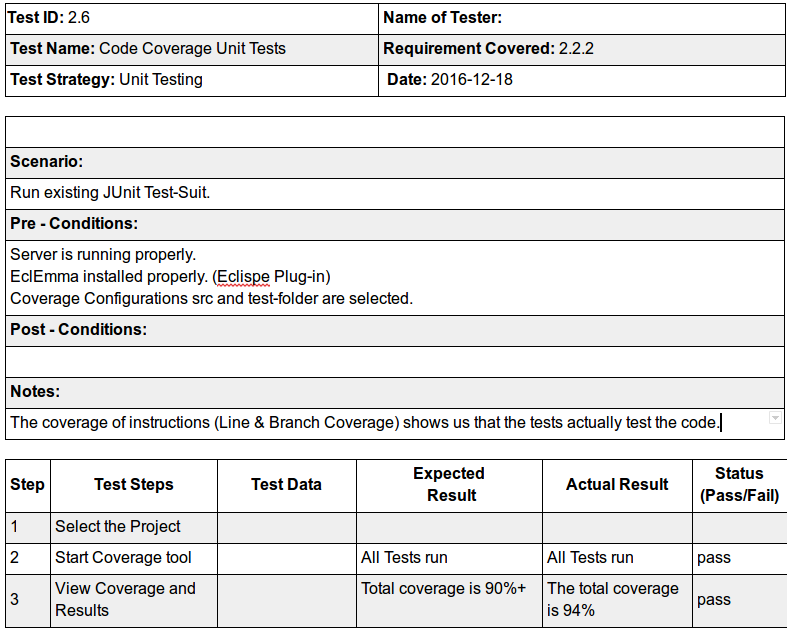 Test ID: 2.6
Name of Tester:
Test Name: Code Coverage Unit Tests
Requirement Covered: 2.2.2
Test Strategy: Unit Testing
Date: 2016-12-18
Scenario:
Run existing JUnit Test-Suit.
Pre - Conditions:
Server is running properly.
EclEmma installed properly. (Eclispe Plug-in)
Coverage Configurations src and test-folder are selected.
Post - Conditions:
Notes:
The coverage of instructions (Line & Branch Coverage) shows us that the tests actually test the code.
Step
Test Steps
Test Data
Expected
Result
Actual Result
Status
(Pass/Fail)
1
Select the Project
2
Start Coverage tool
All Tests run
All Tests run
pass
3
View Coverage and
Results
Total coverage is 90%+
The total coverage
is 94%
pass